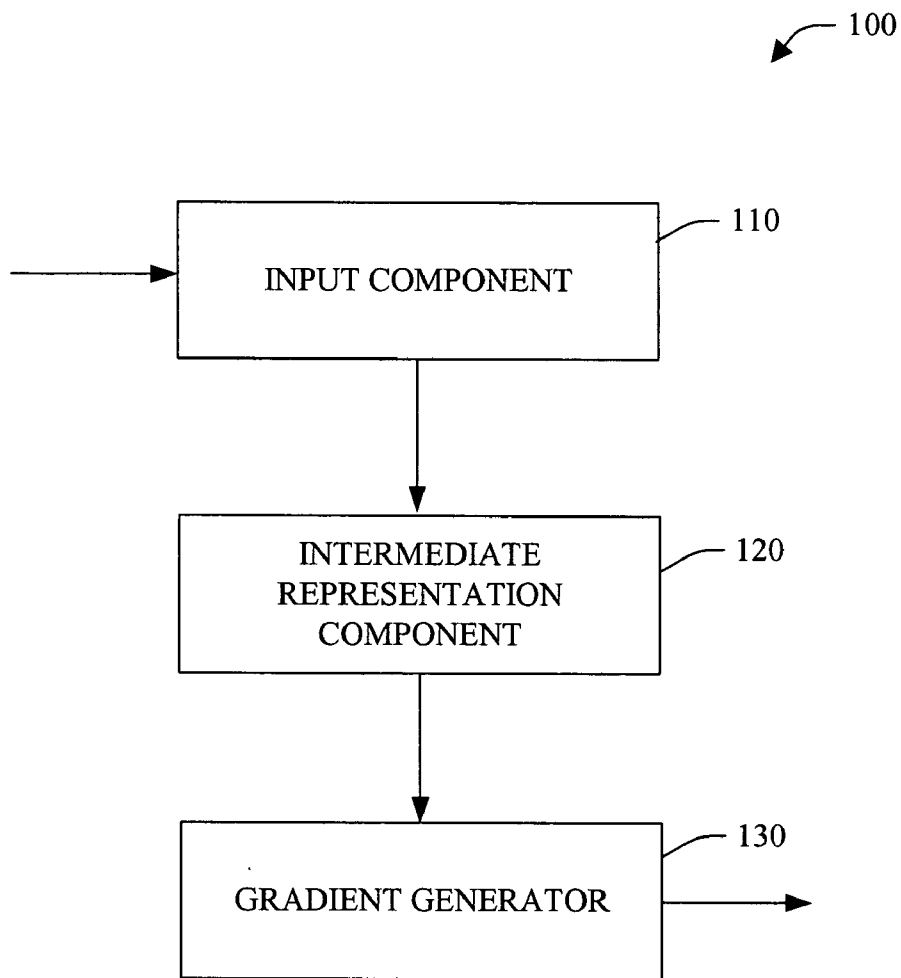 100
110
INPUT COMPONENT
INTERMEDIATE
REPRESENTATION
COMPONENT
120
130
GRADIENT GENERATOR